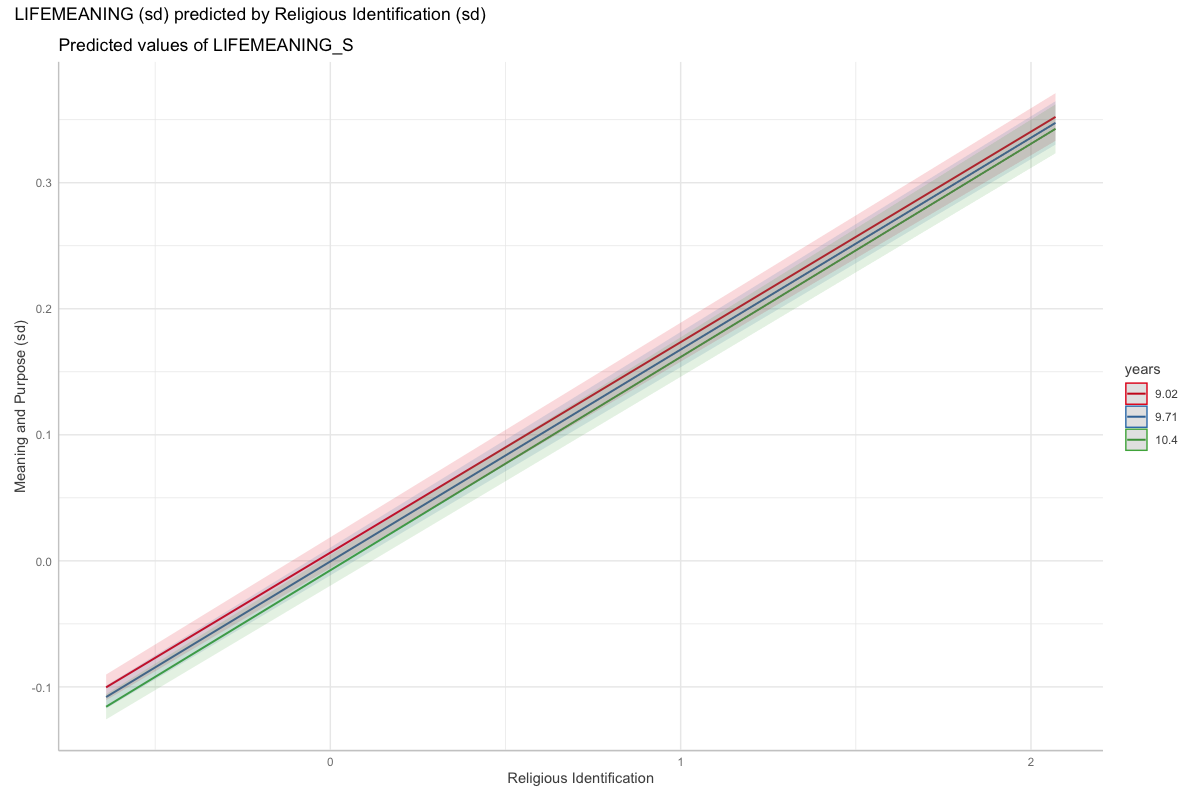 LIFEMEANING (sd) predicted by Religious Identification (sd)
Predicted values of LIFEMEANING_S
Meaning and Purpose (sd)
0.3
0.2
0.1
0.0
-0.1
0
1
2
Religious Identification
years
9.02
9.71
10.4